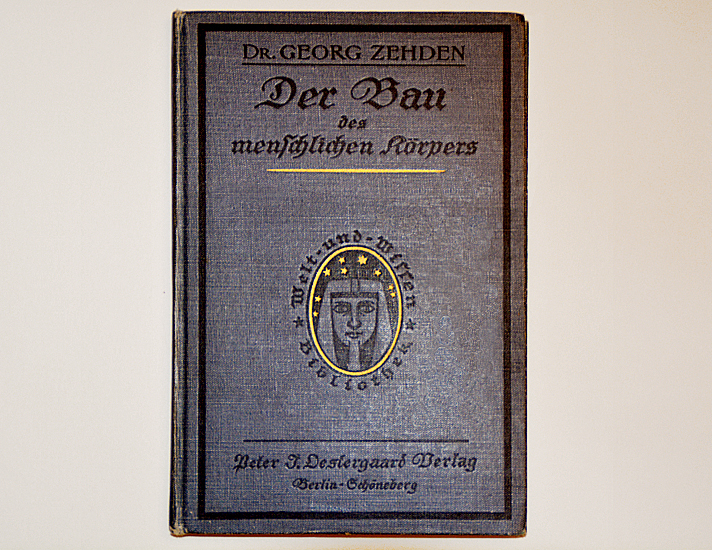 DR. GEORG ZEHDEN
Der Bau
des
menſchlichen Körpers
Welt-und-Wiſſen
★ Bibliothek ★
Peter J. Oestergaard Verlag
Berlin-Schöneberg